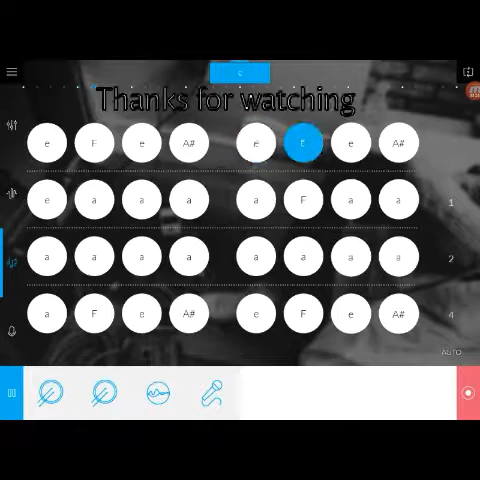 c
Thanks for watching
e F e A# e F e A#
e a a a a F a a 1
a a a a a a a a 2
a F e A# e F e A# 4
AUTO